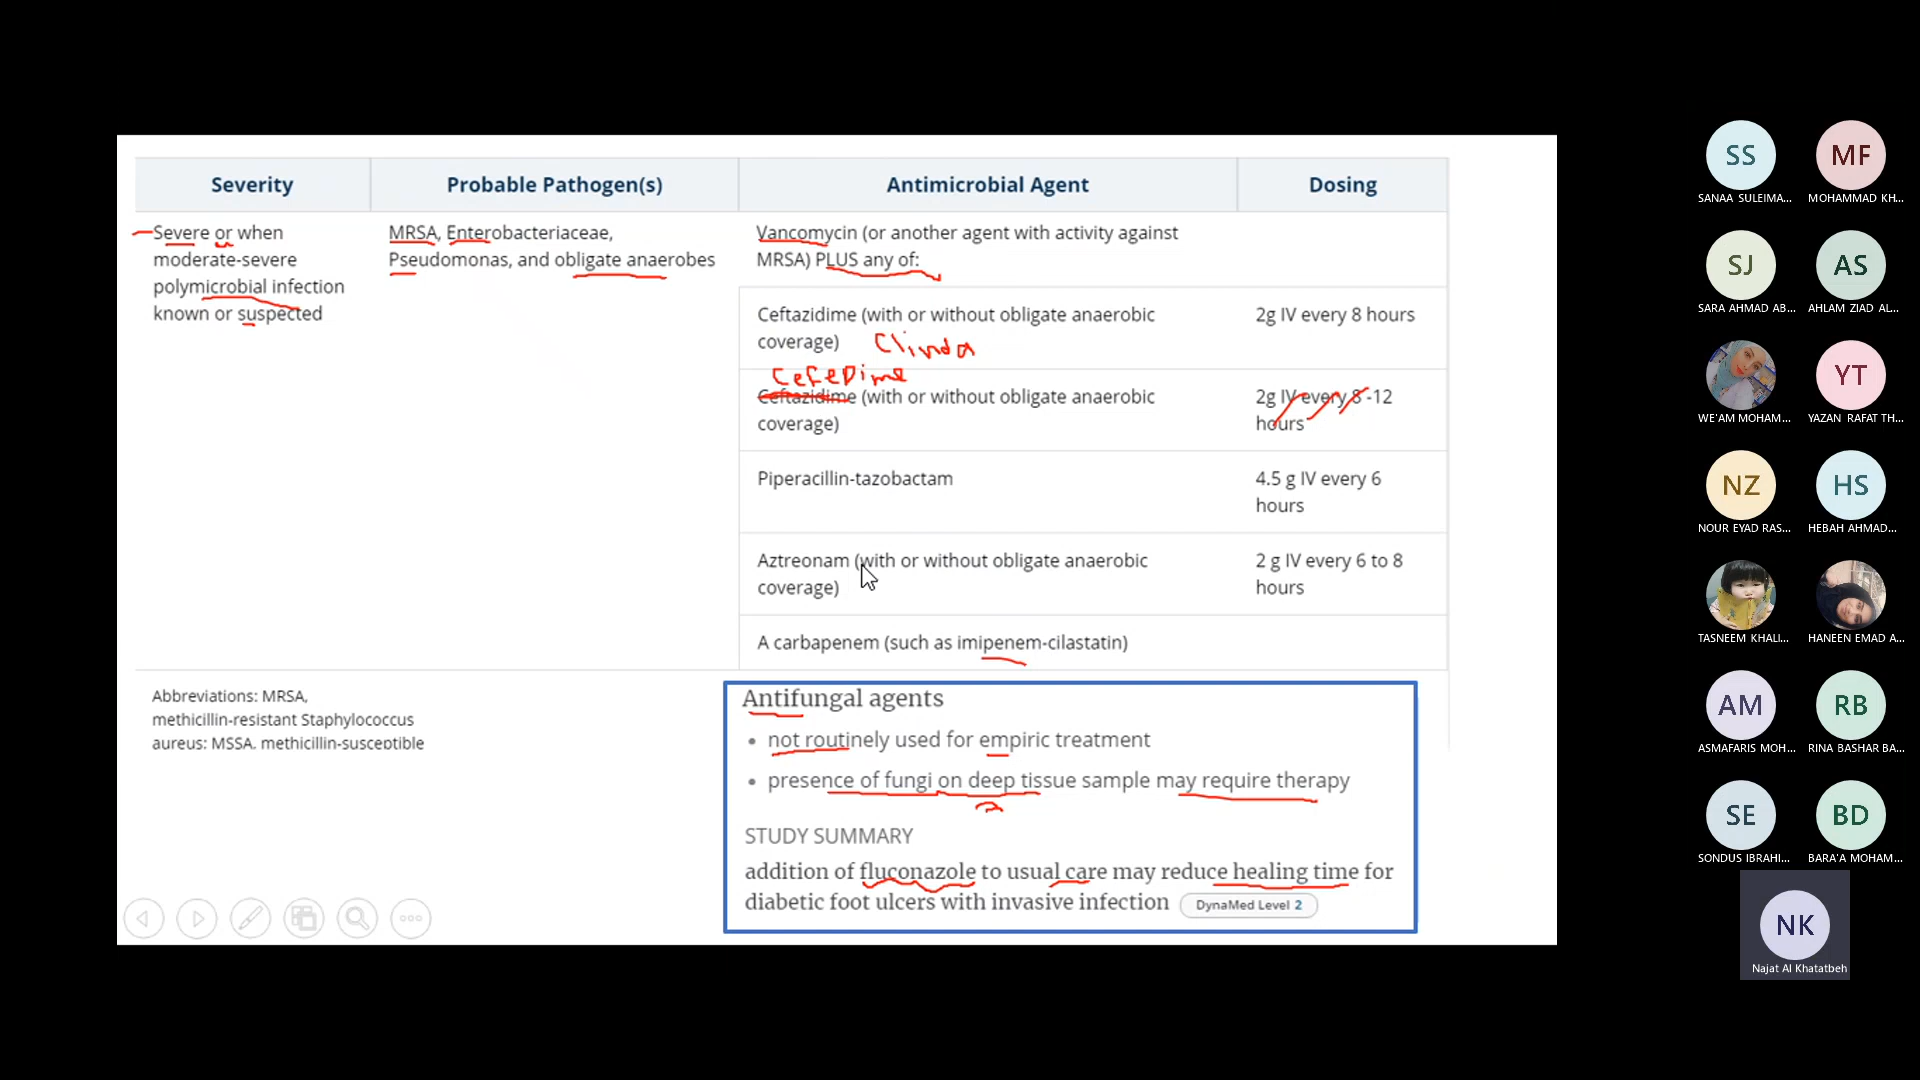 Severity
Probable Pathogen(s)
Antimicrobial Agent
Dosing
Severe or when
moderate-severe
polymicrobial infection
known or suspected
MRSA, Enterobacteriaceae,
Pseudomonas, and obligate anaerobes
Vancomycin (or another agent with activity against
MRSA) PLUS any of:
Ceftazidime (with or without obligate anaerobic
coverage)
Clinda
2g IV every 8 hours
Cefepime
Ceftazidime (with or without obligate anaerobic
coverage)
2g IV every 8 -12
hours
Piperacillin-tazobactam
4.5 g IV every 6
hours
Aztreonam (with or without obligate anaerobic
coverage)
2 g IV every 6 to 8
hours
A carbapenem (such as imipenem-cilastatin)
Abbreviations: MRSA,
methicillin-resistant Staphylococcus
aureus: MSSA, methicillin-susceptible
Antifungal agents
• not routinely used for empiric treatment
• presence of fungi on deep tissue sample may require therapy
STUDY SUMMARY
addition of fluconazole to usual care may reduce healing time for
diabetic foot ulcers with invasive infection
DynaMed Level 2
SS
SANAA SULEIMA...
MF
MOHAMMAD KH...
SJ
SARA AHMAD AB...
AS
AHLAM ZIAD AL...
WE'AM MOHAM...
YT
YAZAN RAFAT TH...
NZ
NOUR EYAD RAS...
HS
HEBAH AHMAD...
TASNEEM KHALI...
HANEEN EMAD A...
AM
ASMAFARIS MOH...
RB
RINA BASHAR BA...
SE
SONDUS IBRAHI...
BD
BARA'A MOHAM...
NK
Najat Al Khatatbeh